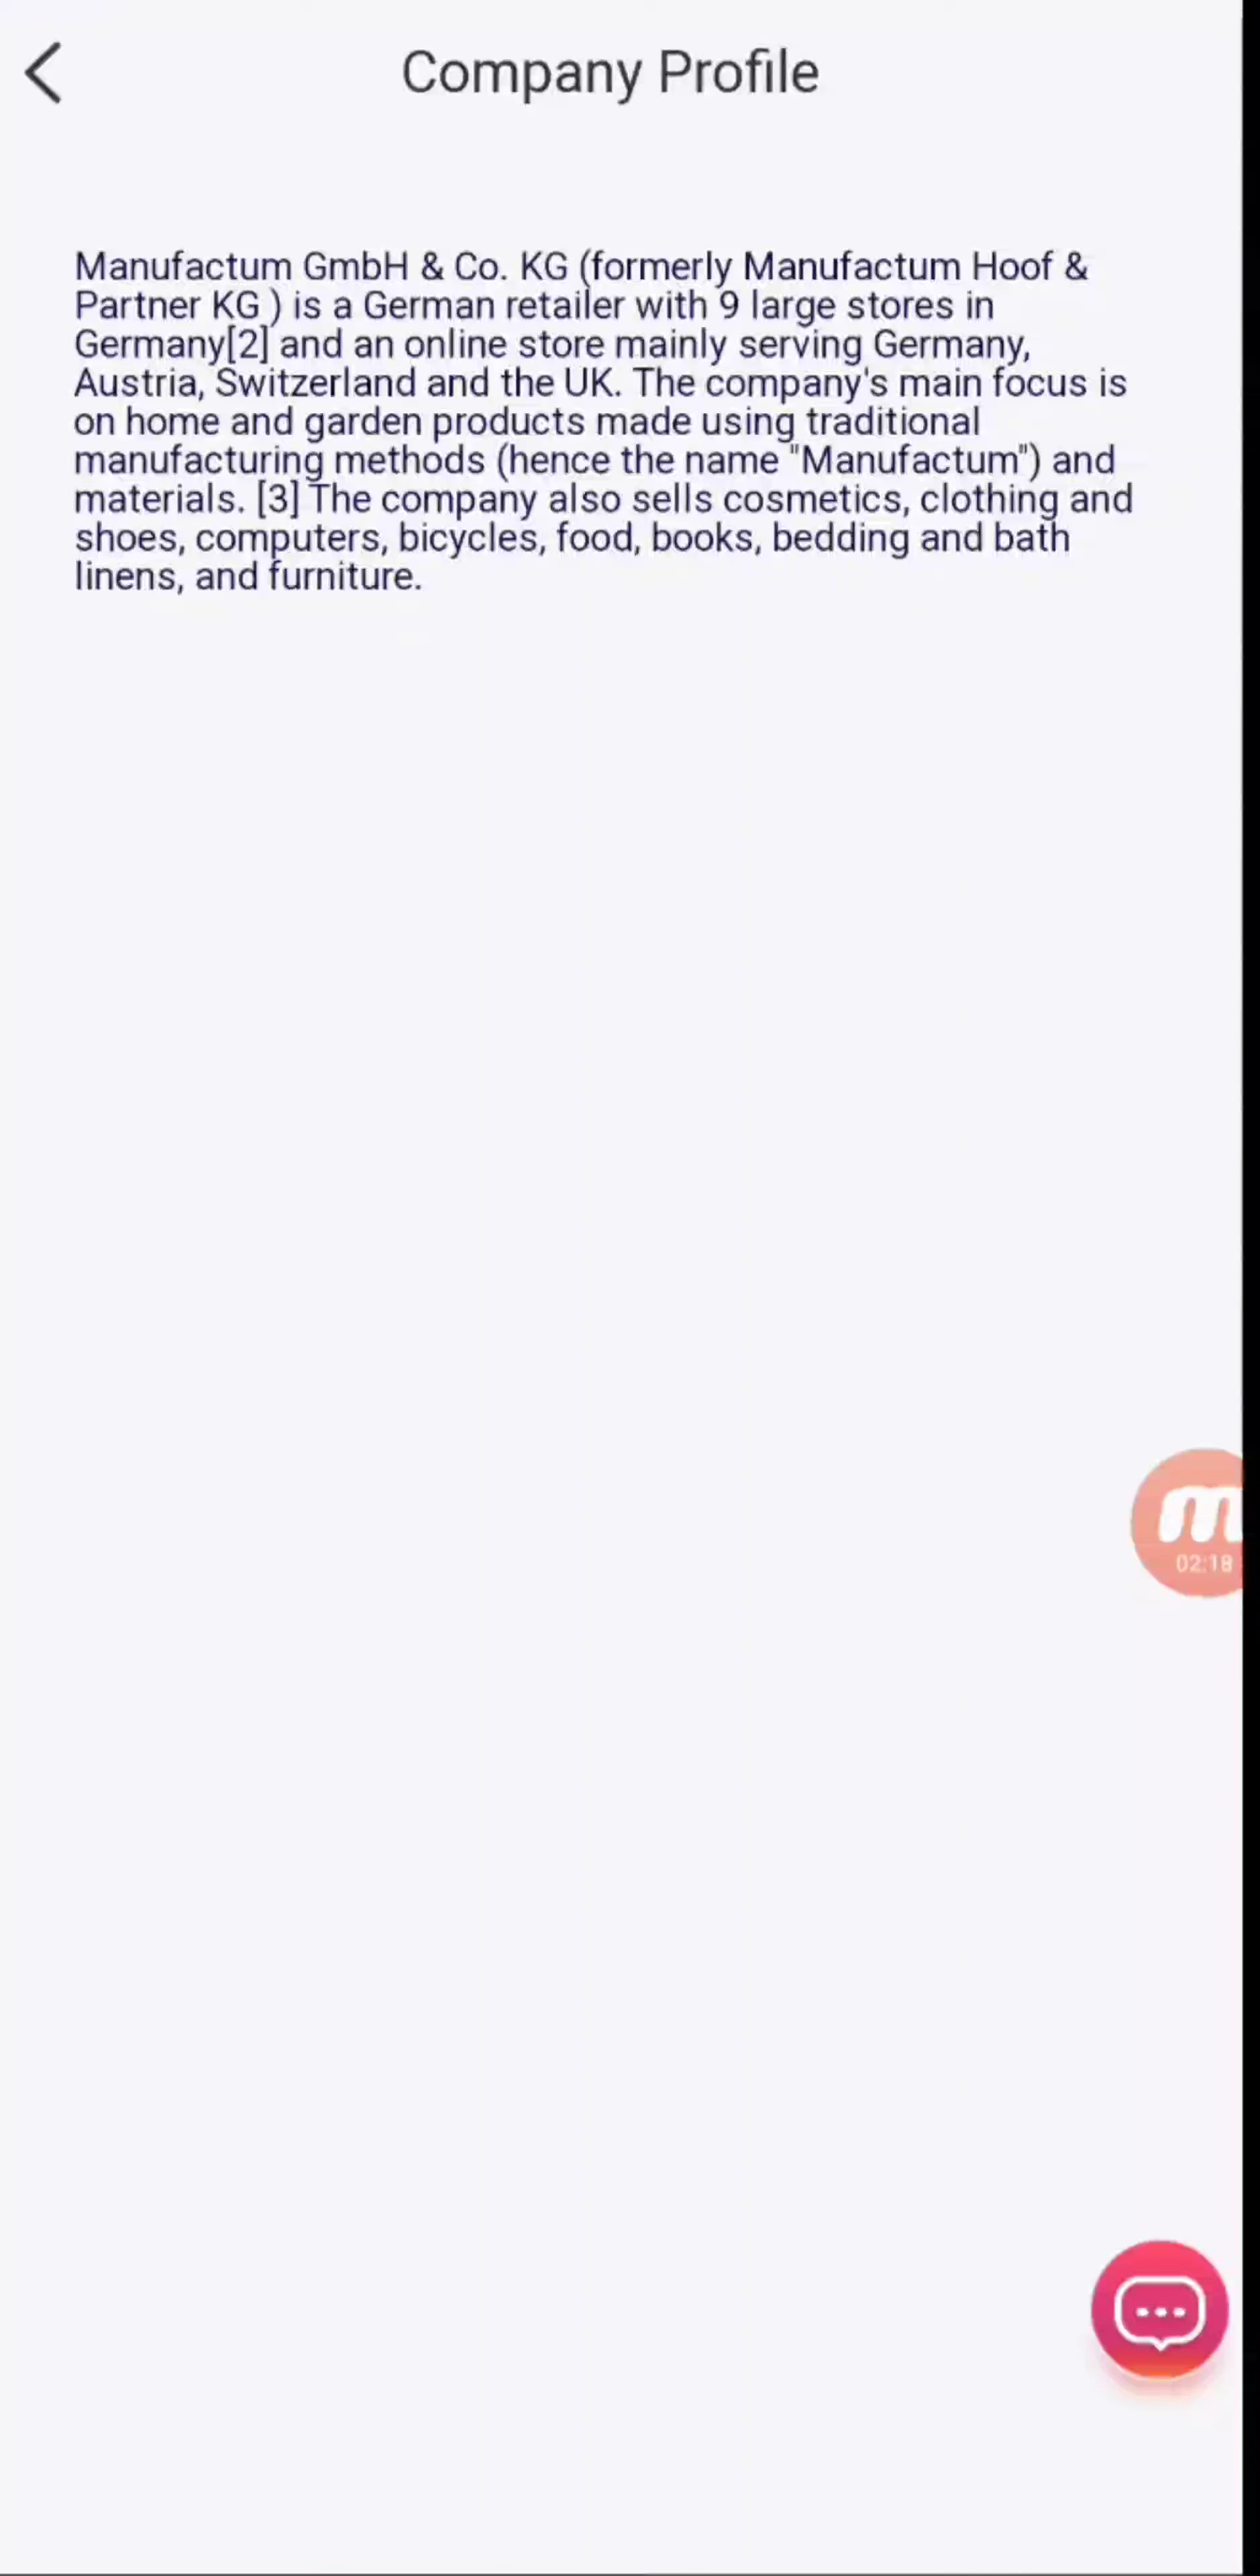 Company Profile
Manufactum GmbH & Co. KG (formerly Manufactum Hoof &
Partner KG ) is a German retailer with 9 large stores in
Germany[2] and an online store mainly serving Germany,
Austria, Switzerland and the UK. The company's main focus is
on home and garden products made using traditional
manufacturing methods (hence the name "Manufactum") and
materials. [3] The company also sells cosmetics, clothing and
shoes, computers, bicycles, food, books, bedding and bath
linens, and furniture.
m
02:18